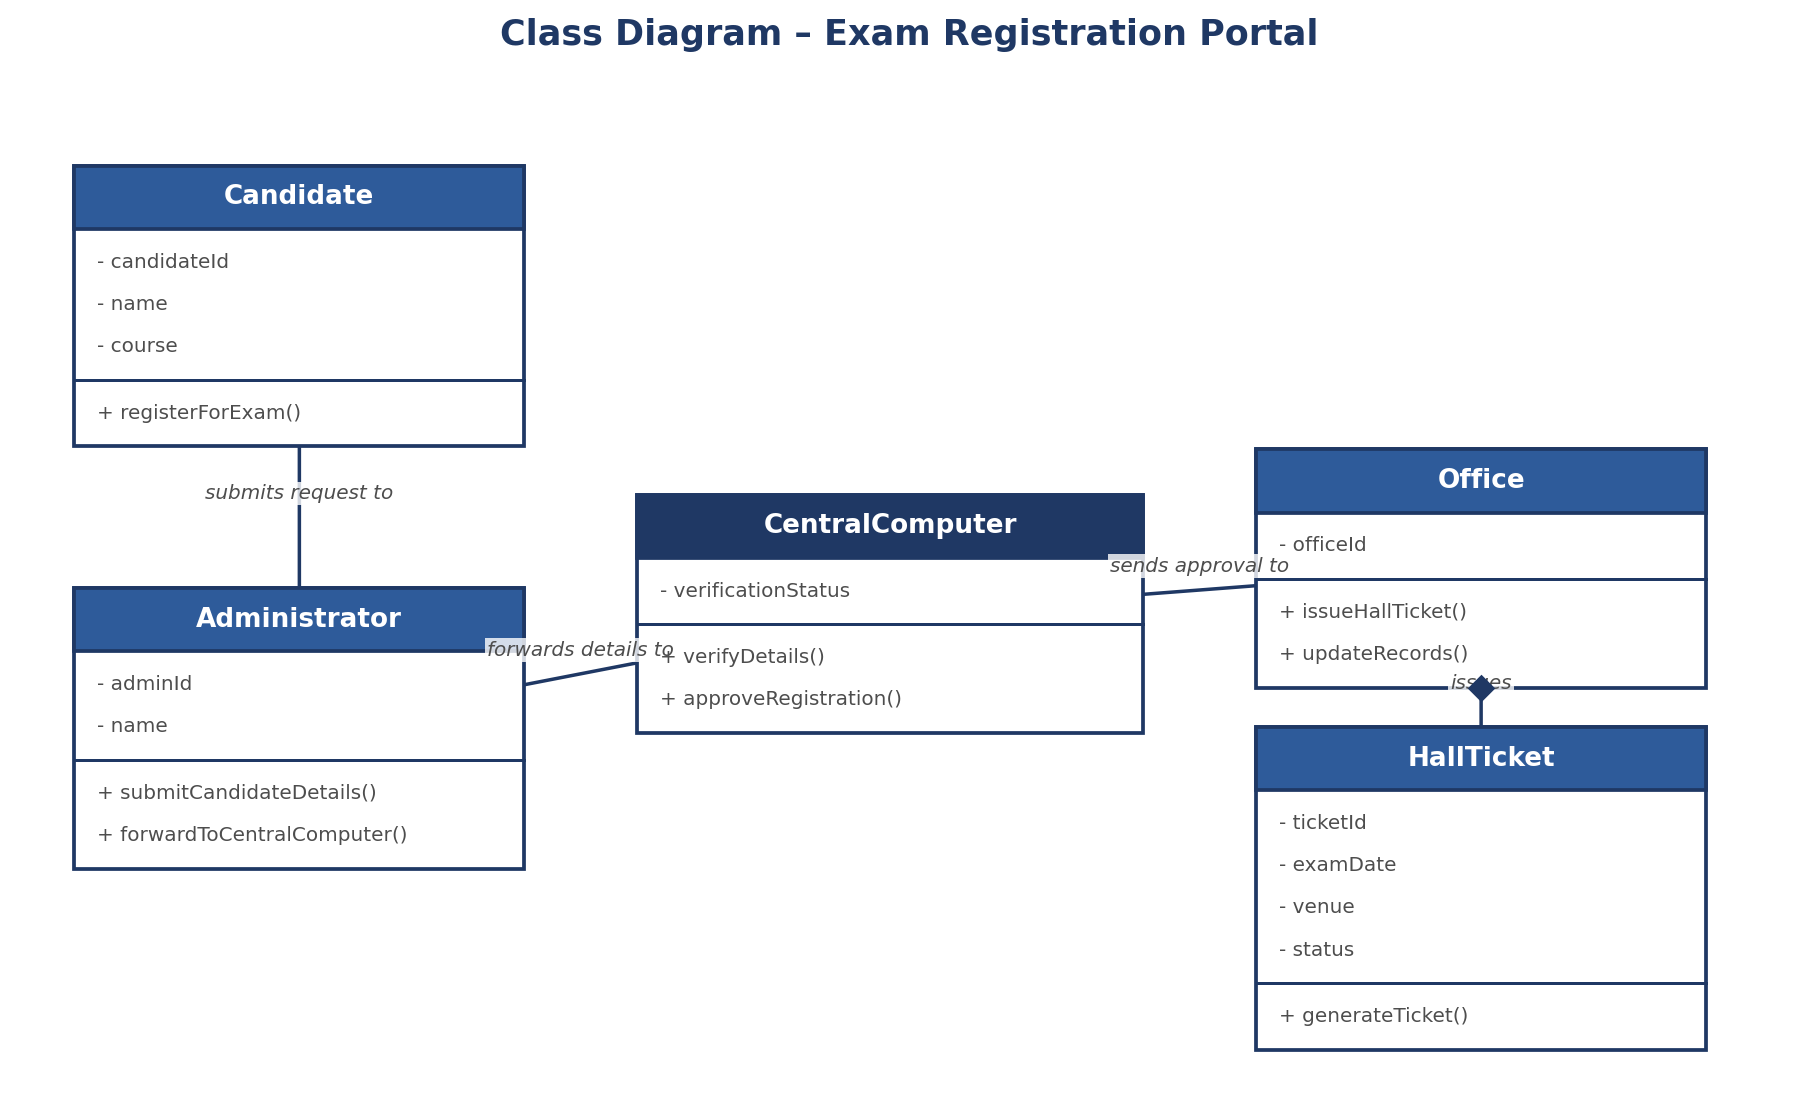 Class Diagram – Exam Registration Portal
Candidate
- candidateId
- name
- course
+ registerForExam()
submits request to
Administrator
- adminId
- name
+ submitCandidateDetails()
+ forwardToCentralComputer()
forwards details to
CentralComputer
- verificationStatus
+ verifyDetails()
+ approveRegistration()
sends approval to
Office
- officeId
+ issueHallTicket()
+ updateRecords()
issues
HallTicket
- ticketId
- examDate
- venue
- status
+ generateTicket()